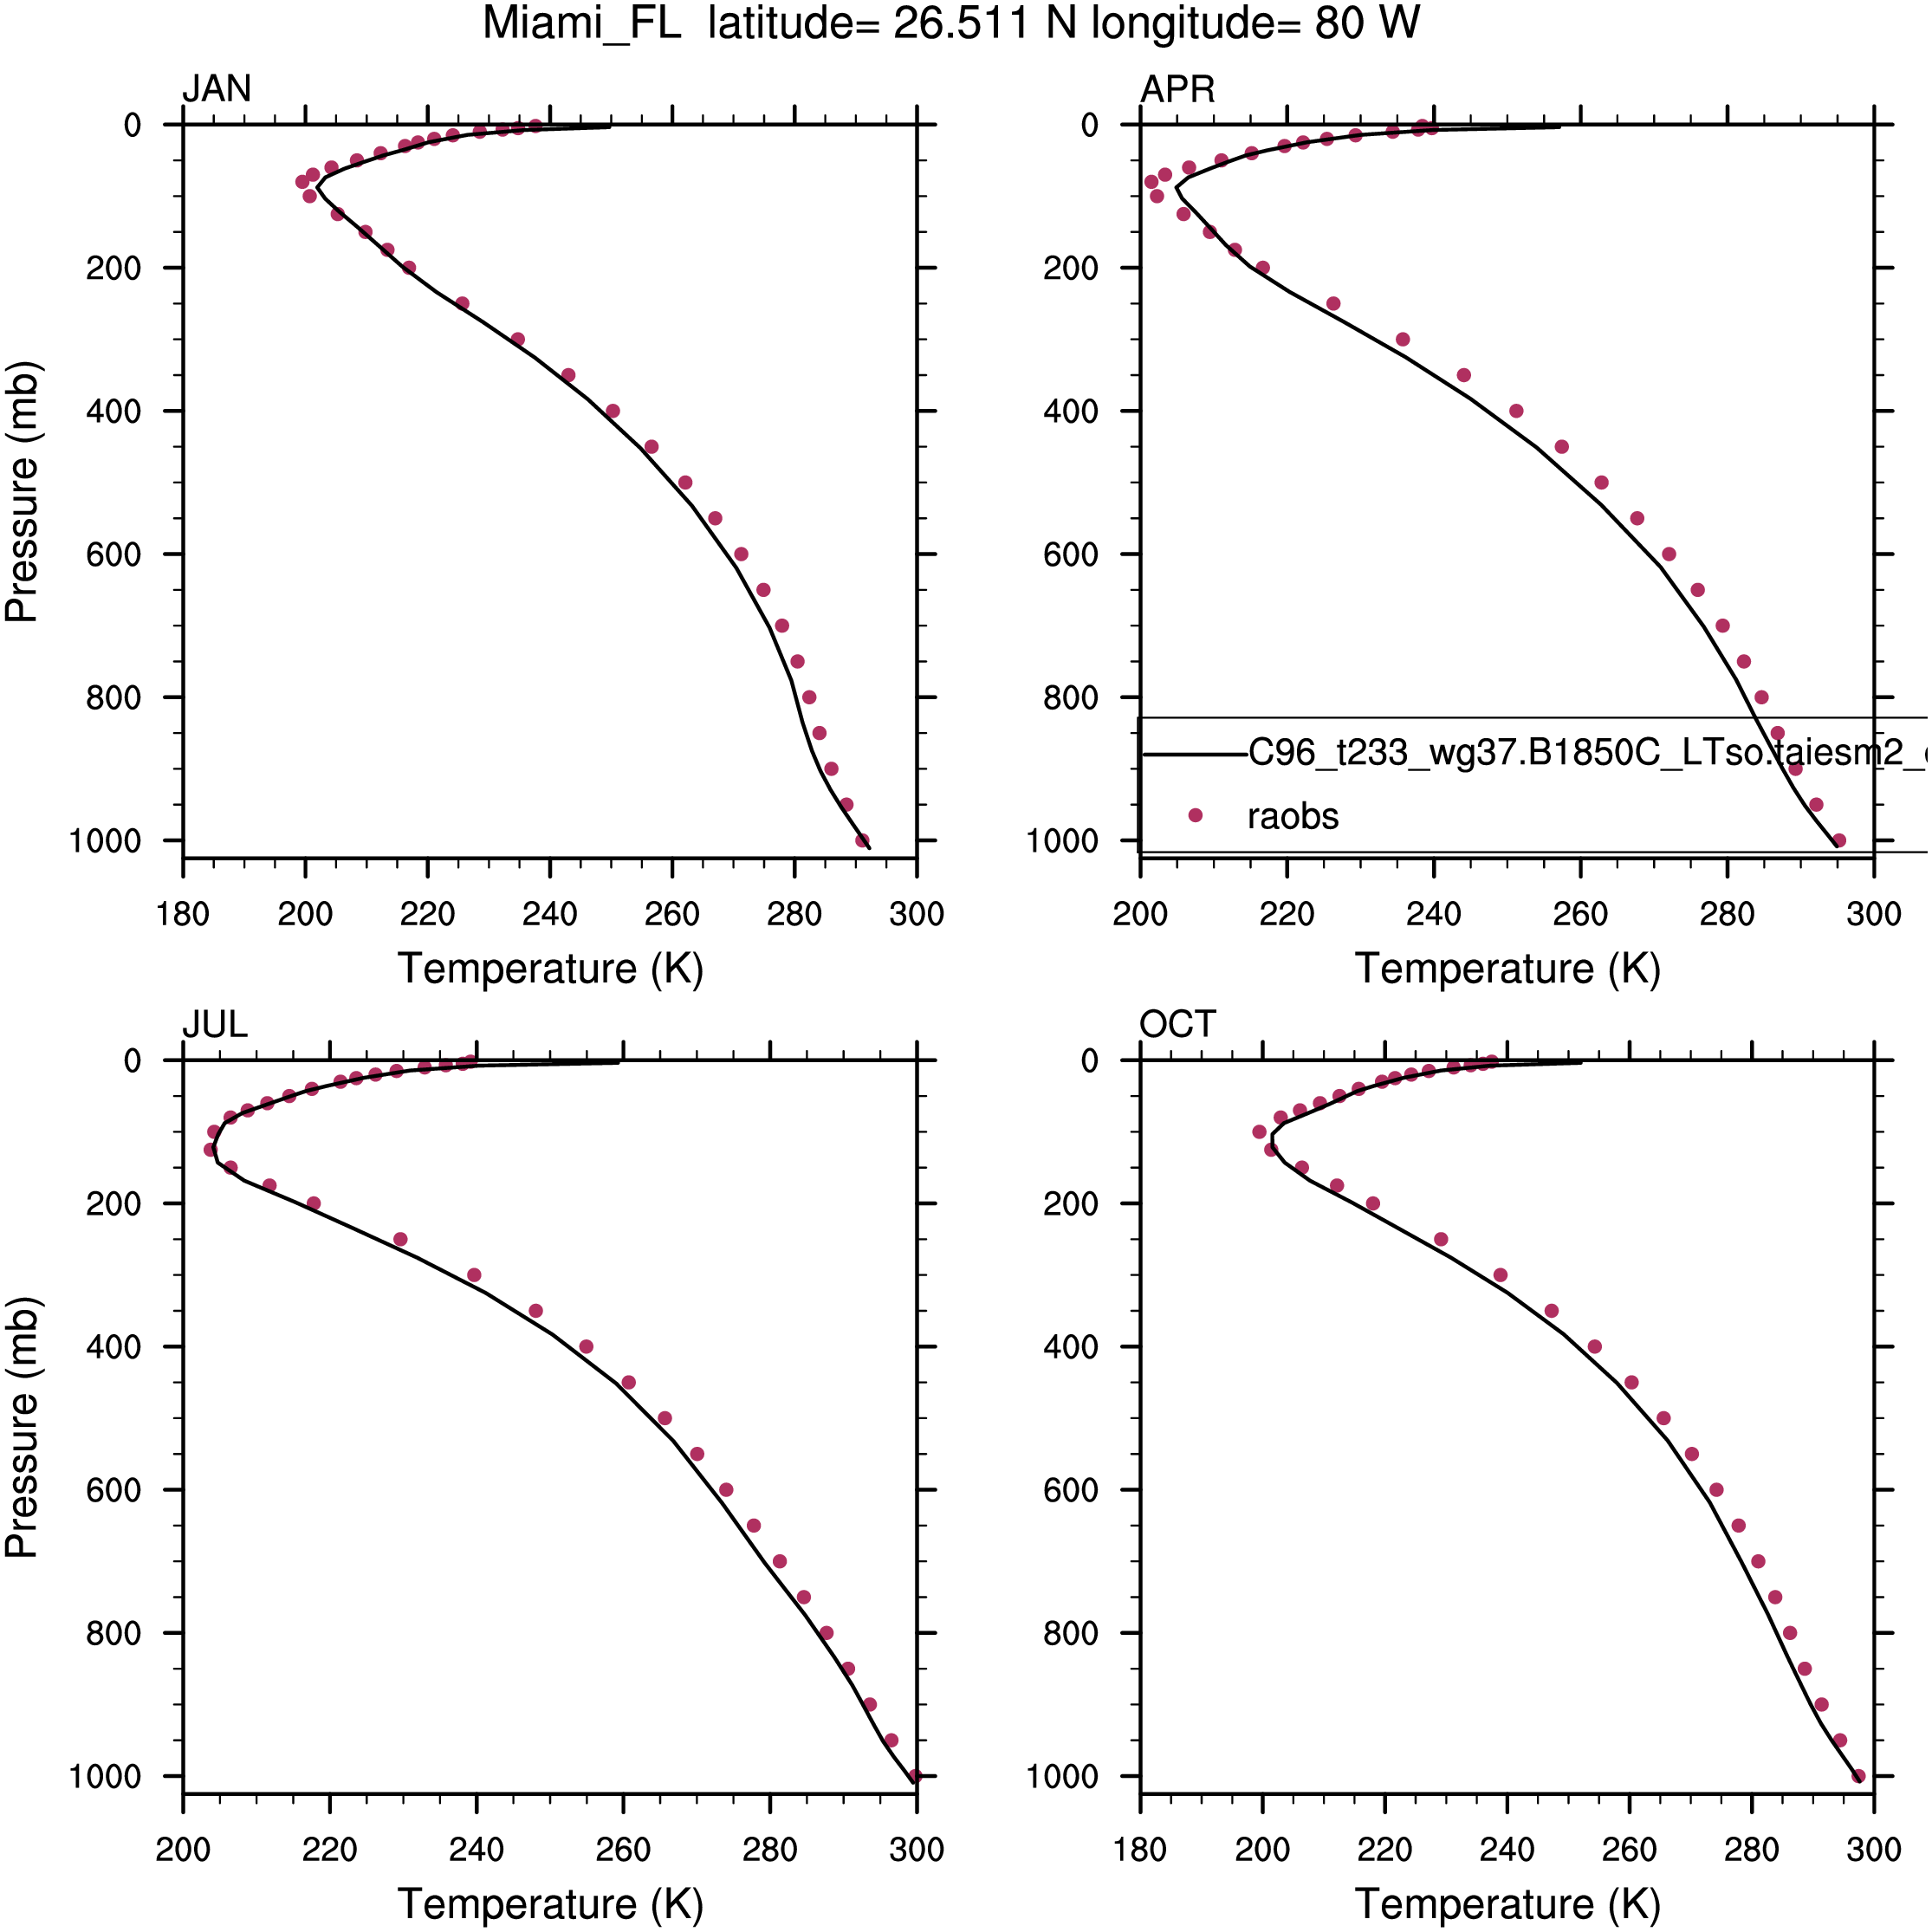 Miami_FL latitude= 26.511 N longitude= 80 W
JAN
0
200
400
600
800
1000
Pressure (mb)
180 200 220 240 260 280 300
Temperature (K)
APR
0
200
400
600
800
1000
C96_t233_wg37.B1850C_LTso.taiesm2_
raobs
200 220 240 260 280 300
Temperature (K)
JUL
0
200
400
600
800
1000
Pressure (mb)
200 220 240 260 280 300
Temperature (K)
OCT
0
200
400
600
800
1000
180 200 220 240 260 280 300
Temperature (K)